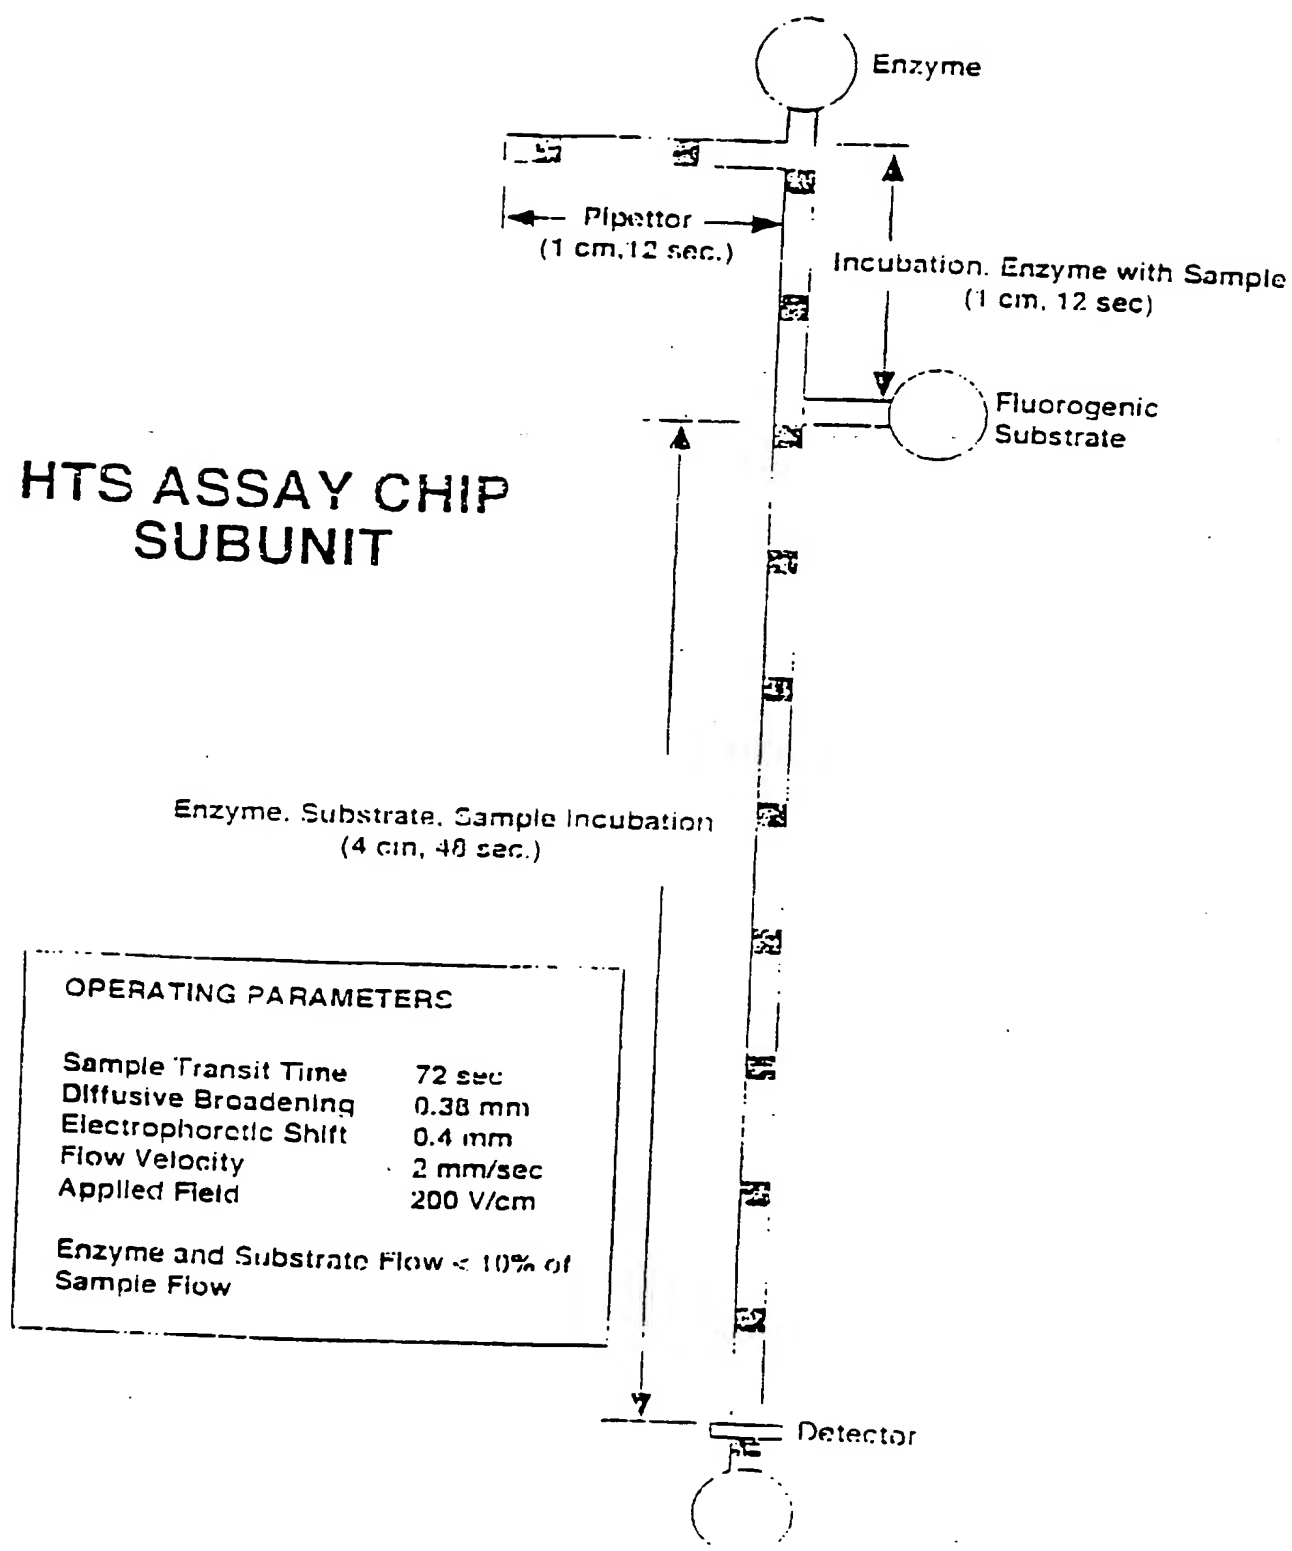 Enzyme
Pipettor
(1 cm,12 sec.)
Incubation. Enzyme with Sample
(1 cm, 12 sec)
Fluorogenic
Substrate
HTS ASSAY CHIP
SUBUNIT
Enzyme. Substrate. Sample Incubation
(4 cm, 48 sec.)
OPERATING PARAMETERS
Sample Transit Time 72 sec
Diffusive Broadening 0.38 mm
Electrophoretic Shift 0.4 mm
Flow Velocity 2 mm/sec
Applied Field 200 V/cm
Enzyme and Substrate Flow < 10% of
Sample Flow
Detector